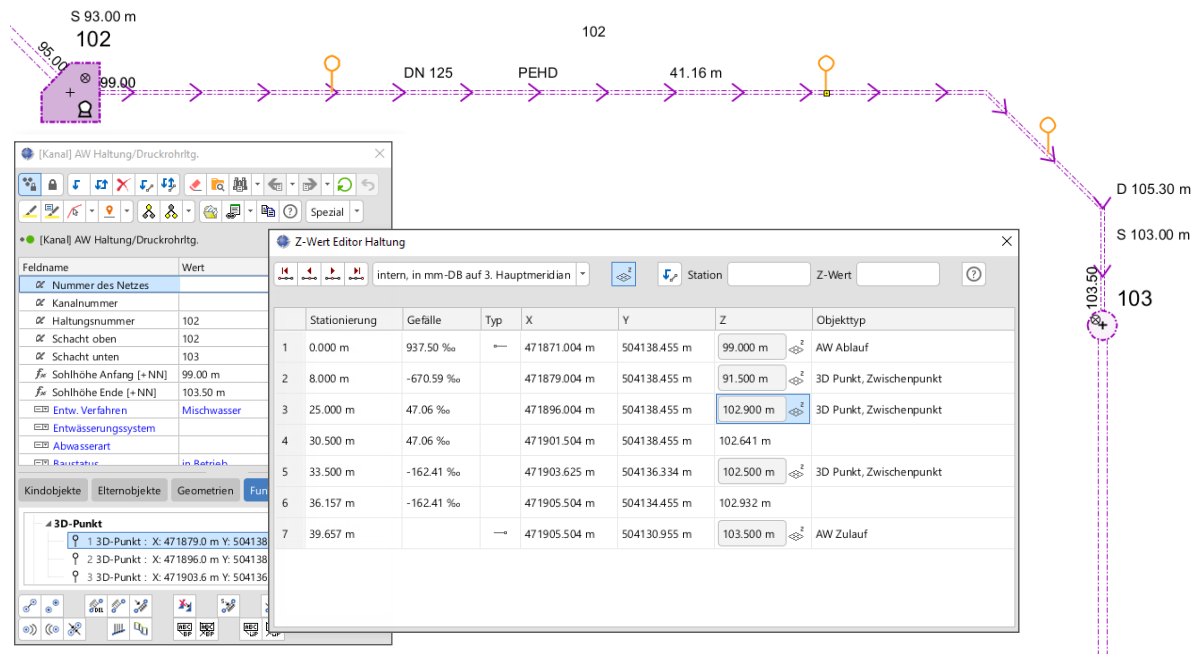 S 93.00 m
102
102
95.00
99.00
DN 125 PEHD 41.16 m
D 105.30 m
S 103.00 m
103.50
103
[Kanal] AW Haltung/Druckrohrltg.
Spezial
[Kanal] AW Haltung/Druckrohrltg.
Feldname Wert
Nummer des Netzes
Kanalnummer
Haltungsnummer 102
Schacht oben 102
Schacht unten 103
Sohlhöhe Anfang [+NN] 99.00 m
Sohlhöhe Ende [+NN] 103.50 m
Entw. Verfahren Mischwasser
Entwässerungssystem
Abwasserart
Baustatus in Betrieb
Kindobjekte Elternobjekte Geometrien Fun
3D-Punkt
1 3D-Punkt : X: 471879.0 m Y: 504138
2 3D-Punkt : X: 471896.0 m Y: 504138
3 3D-Punkt : X: 471903.6 m Y: 504136
Z-Wert Editor Haltung
intern, in mm-DB auf 3. Hauptmeridian Station Z-Wert
Stationierung Gefälle Typ X Y Z Objekttyp
1 0.000 m 937.50 ‰ 471871.004 m 504138.455 m 99.000 m AW Ablauf
2 8.000 m -670.59 ‰ 471879.004 m 504138.455 m 91.500 m 3D Punkt, Zwischenpunkt
3 25.000 m 47.06 ‰ 471896.004 m 504138.455 m 102.900 m 3D Punkt, Zwischenpunkt
4 30.500 m 47.06 ‰ 471901.504 m 504138.455 m 102.641 m
5 33.500 m -162.41 ‰ 471903.625 m 504136.334 m 102.500 m 3D Punkt, Zwischenpunkt
6 36.157 m -162.41 ‰ 471905.504 m 504134.455 m 102.932 m
7 39.657 m 471905.504 m 504130.955 m 103.500 m AW Zulauf